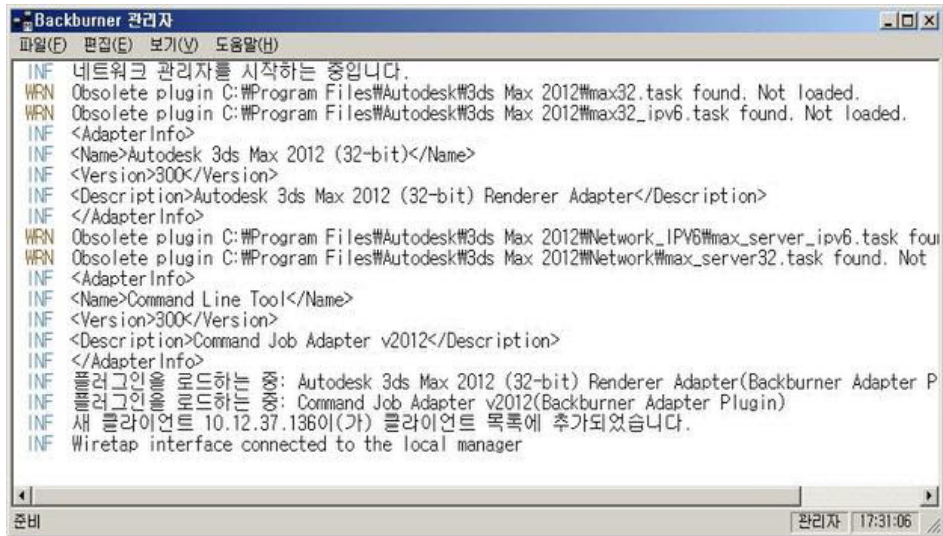 Backburner 관리자
파일(F) 편집(E) 보기(V) 도움말(H)
INF 네트워크 관리자를 시작하는 중입니다.
WRN Obsolete plugin C:₩Program Files₩Autodesk₩3ds Max 2012₩max32.task found. Not loaded.
WRN Obsolete plugin C:₩Program Files₩Autodesk₩3ds Max 2012₩max32_ipv6.task found. Not loaded.
INF <AdapterInfo>
INF <Name>Autodesk 3ds Max 2012 (32-bit)</Name>
INF <Version>300</Version>
INF <Description>Autodesk 3ds Max 2012 (32-bit) Renderer Adapter</Description>
INF </AdapterInfo>
WRN Obsolete plugin C:₩Program Files₩Autodesk₩3ds Max 2012₩Network_IPV6₩max_server_ipv6.task foun
WRN Obsolete plugin C:₩Program Files₩Autodesk₩3ds Max 2012₩Network₩max_server32.task found. Not
INF <AdapterInfo>
INF <Name>Command Line Tool</Name>
INF <Version>300</Version>
INF <Description>Command Job Adapter v2012</Description>
INF </AdapterInfo>
INF 플러그인을 로드하는 중: Autodesk 3ds Max 2012 (32-bit) Renderer Adapter(Backburner Adapter P
INF 플러그인을 로드하는 중: Command Job Adapter v2012(Backburner Adapter Plugin)
INF 새 클라이언트 10.12.37.136이(가) 클라이언트 목록에 추가되었습니다.
INF Wiretap interface connected to the local manager
준비 관리자 17:31:06